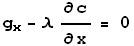 gₓ - λ ∂c/∂x = 0